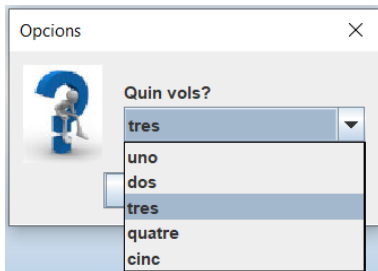 Opcions
Quin vols?
tres
uno
dos
tres
quatre
cinc